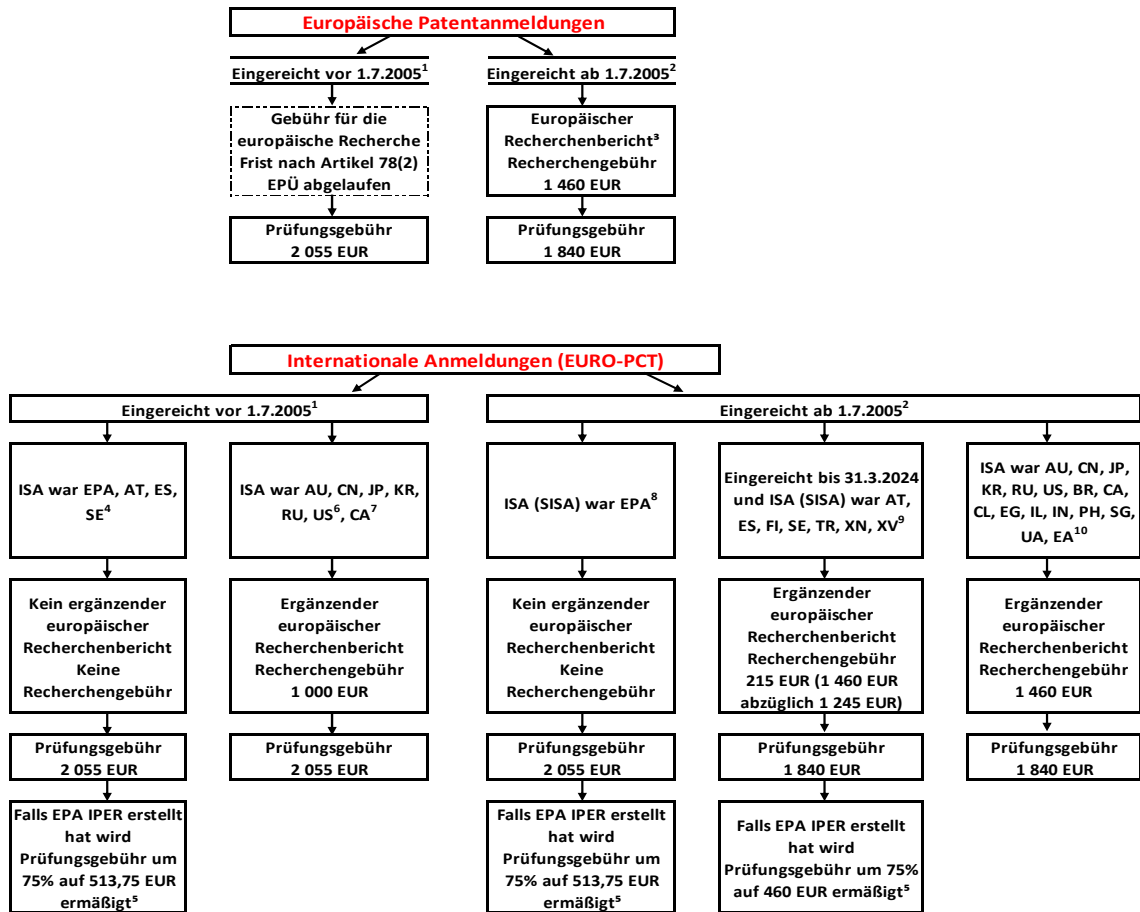 Europäische Patentanmeldungen
Eingereicht vor 1.7.2005¹
Eingereicht ab 1.7.2005²
Gebühr für die
europäische Recherche
Frist nach Artikel 78(2)
EPÜ abgelaufen
Europäischer
Recherchenbericht³
Recherchengebühr
1 460 EUR
Prüfungsgebühr
2 055 EUR
Prüfungsgebühr
1 840 EUR
Internationale Anmeldungen (EURO-PCT)
Eingereicht vor 1.7.2005¹
Eingereicht ab 1.7.2005²
ISA war EPA, AT, ES,
SE⁴
ISA war AU, CN, JP, KR,
RU, US⁶, CA⁷
ISA (SISA) war EPA⁸
Eingereicht bis 31.3.2024
und ISA (SISA) war AT,
ES, FI, SE, TR, XN, XV⁹
ISA war AU, CN, JP,
KR, RU, US, BR, CA,
CL, EG, IL, IN, PH, SG,
UA, EA¹⁰
Kein ergänzender
europäischer
Recherchenbericht
Keine
Recherchengebühr
Ergänzender
europäischer
Recherchenbericht
Recherchengebühr
1 000 EUR
Kein ergänzender
europäischer
Recherchenbericht
Keine
Recherchengebühr
Ergänzender
europäischer
Recherchenbericht
Recherchengebühr
215 EUR (1 460 EUR
abzüglich 1 245 EUR)
Ergänzender
europäischer
Recherchenbericht
Recherchengebühr
1 460 EUR
Prüfungsgebühr
2 055 EUR
Prüfungsgebühr
2 055 EUR
Prüfungsgebühr
2 055 EUR
Prüfungsgebühr
1 840 EUR
Prüfungsgebühr
1 840 EUR
Falls EPA IPER erstellt
hat wird
Prüfungsgebühr um
75% auf 513,75 EUR
ermäßigt⁵
Falls EPA IPER erstellt
hat wird
Prüfungsgebühr um
75% auf 513,75 EUR
ermäßigt⁵
Falls EPA IPER erstellt
hat wird
Prüfungsgebühr um 75%
auf 460 EUR ermäßigt⁵